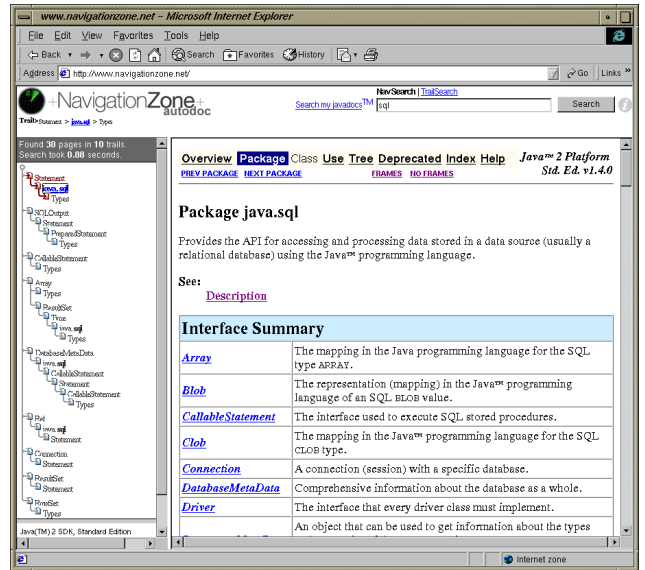 www.navigationzone.net – Microsoft Internet Explorer
File Edit View Favorites Tools Help
Back Search Favorites History
Address http://www.navigationzone.net/ Go Links »
+NavigationZone+
autodoc
NavSearch | TrailSearch
Search my javadocs TM sql Search
Trail>Statement > java.sql > Types
Found 30 pages in 10 trails.
Search took 0.88 seconds.
Statement
java.sql
Types
SQLOutput
Statement
PreparedStatement
Types
CallableStatement
Types
Array
Types
ResultSet
Time
java.sql
Types
DatabaseMetaData
java.sql
CallableStatement
Statement
CallableStatement
Types
Ref
java.sql
Statement
Connection
Statement
ResultSet
Statement
RowSet
Types
Java(TM) 2 SDK, Standard Edition
Overview Package Class Use Tree Deprecated Index Help
PREV PACKAGE NEXT PACKAGE FRAMES NO FRAMES
Java™ 2 Platform
Std. Ed. v1.4.0
Package java.sql
Provides the API for accessing and processing data stored in a data source (usually a
relational database) using the Java™ programming language.
See:
Description
Interface Summary
Array The mapping in the Java programming language for the SQL
type ARRAY.
Blob The representation (mapping) in the Java™ programming
language of an SQL BLOB value.
CallableStatement The interface used to execute SQL stored procedures.
Clob The mapping in the Java™ programming language for the SQL
CLOB type.
Connection A connection (session) with a specific database.
DatabaseMetaData Comprehensive information about the database as a whole.
Driver The interface that every driver class must implement.
An object that can be used to get information about the types
Internet zone